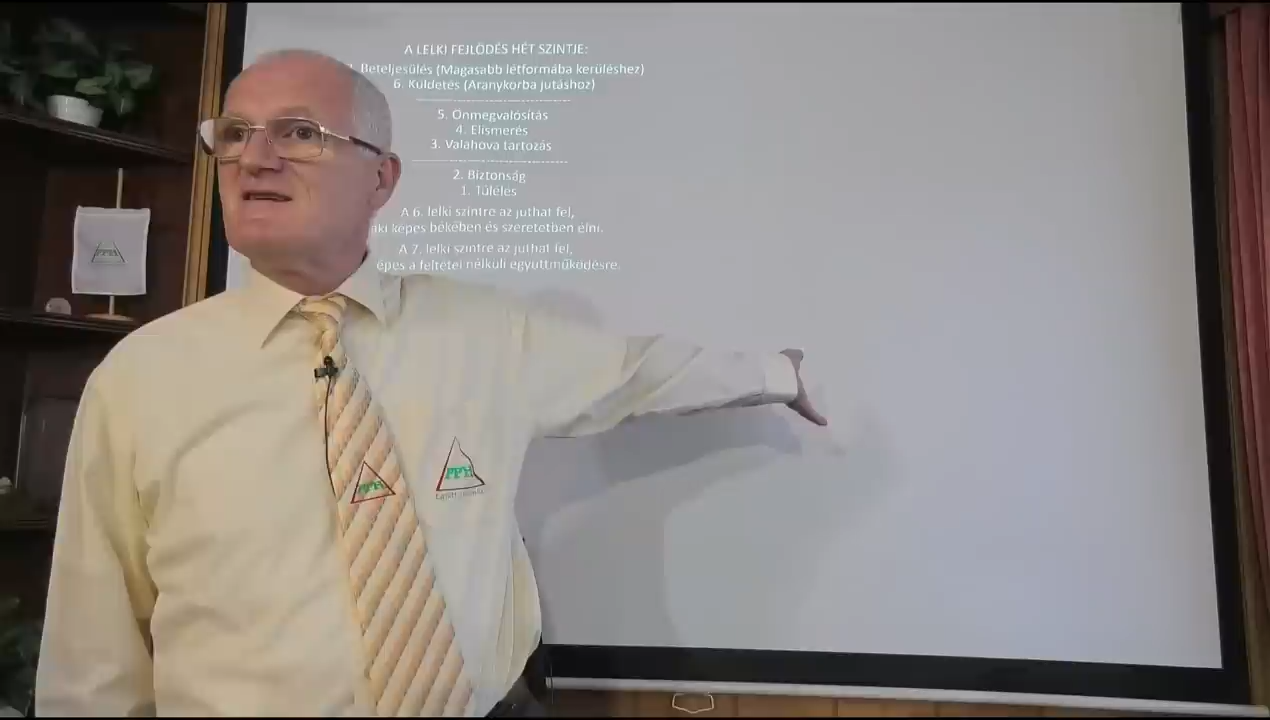 A LELKI FEJLŐDÉS HÉT SZINTJE:
Beteljesülés (Magasabb létformába kerüléshez)
6. Küldetés (Aranykorba jutáshoz)
5. Önmegvalósítás
4. Elismerés
3. Valahova tartozás
2. Biztonság
1. Túlélés
A 6. lelki szintre az juthat fel,
aki képes békében és szeretetben élni.
A 7. lelki szintre az juthat fel,
épes a feltétel nélküli együttműködésre.
PPH
PPH
PPH